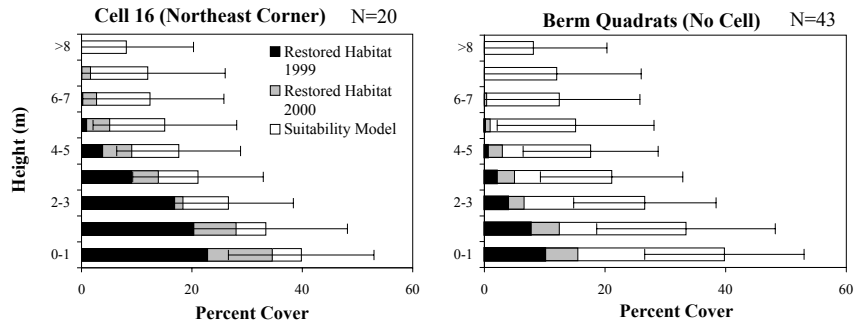 Cell 16 (Northeast Corner) N=20
>8
6-7
4-5
2-3
0-1
Height (m)
Restored Habitat
1999
Restored Habitat
2000
Suitability Model
0 20 40 60
Percent Cover
Berm Quadrats (No Cell) N=43
>8
6-7
4-5
2-3
0-1
0 20 40 60
Percent Cover